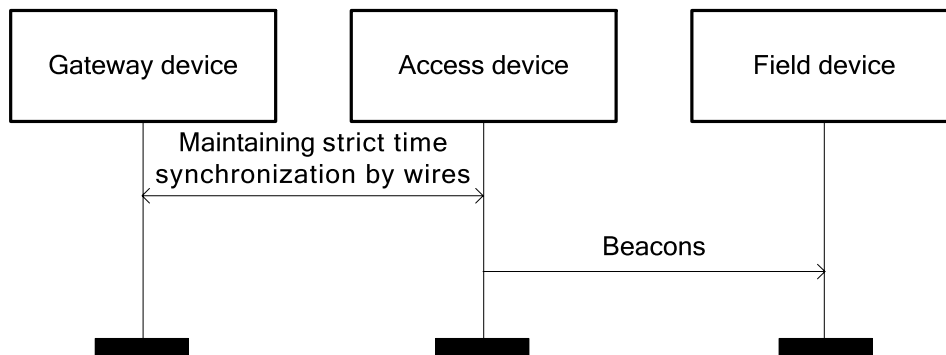 Gateway device
Access device
Field device
Maintaining strict time
synchronization by wires
Beacons